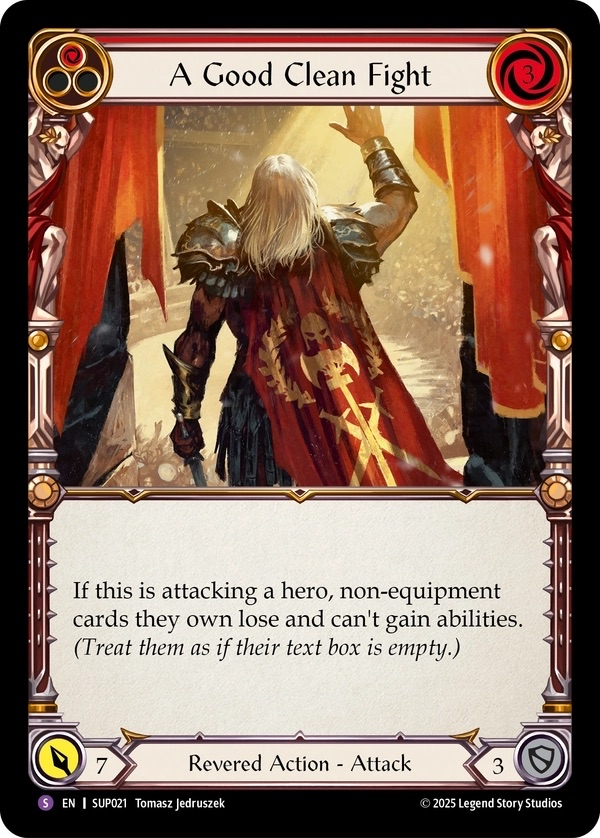 A Good Clean Fight
3
If this is attacking a hero, non-equipment
cards they own lose and can't gain abilities.
(Treat them as if their text box is empty.)
7
Revered Action - Attack
3
S EN | SUP021 Tomasz Jedruszek
© 2025 Legend Story Studios